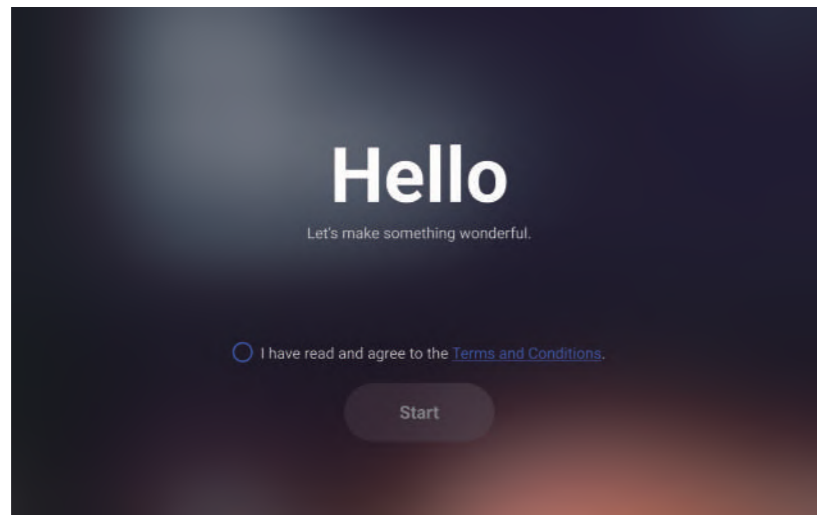 Hello
Let's make something wonderful.
I have read and agree to the Terms and Conditions.
Start